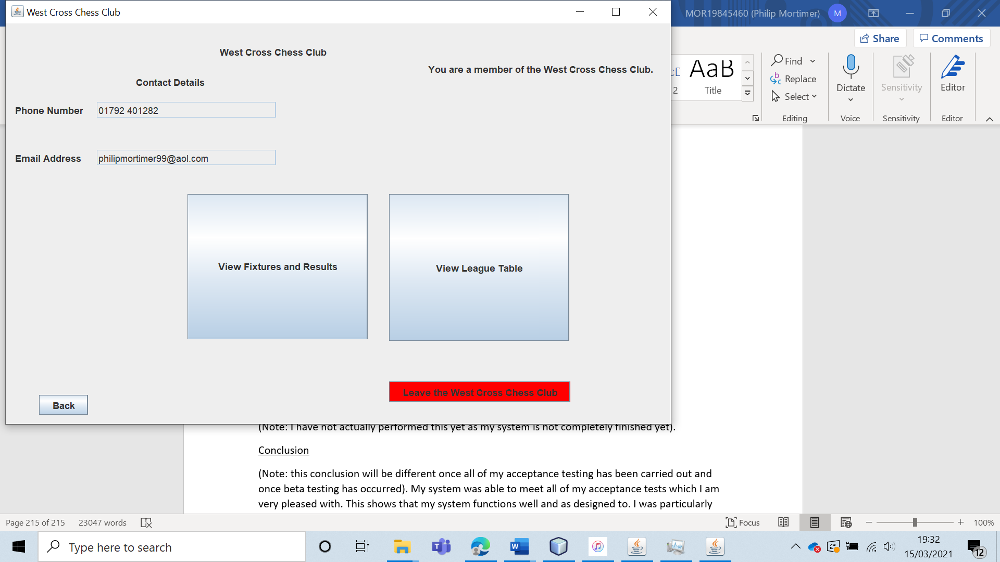 West Cross Chess Club
MOR19845460 (Philip Mortimer)
M
Share
Comments
West Cross Chess Club
You are a member of the West Cross Chess Club.
Contact Details
Phone Number
01792 401282
Email Address
philipmortimer99@aol.com
View Fixtures and Results
View League Table
Leave the West Cross Chess Club
Back
AaB
2
Title
Find
Replace
Select
Editing
Dictate
Voice
Sensitivity
Sensitivity
Editor
Editor
(Note: I have not actually performed this yet as my system is not completely finished yet).
Conclusion
(Note: this conclusion will be different once all of my acceptance testing has been carried out and
once beta testing has occurred). My system was able to meet all of my acceptance tests which I am
very pleased with. This shows that my system functions well and as designed to. I was particularly
Page 215 of 215
23047 words
Focus
100%
Type here to search
19:32
15/03/2021
12